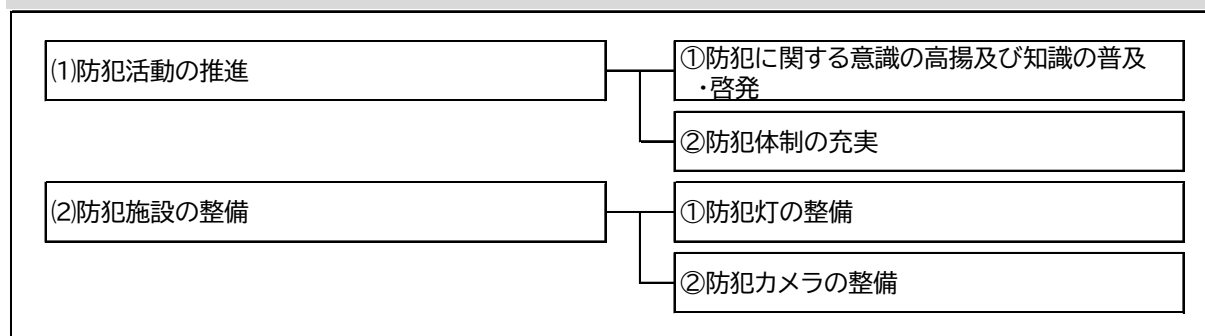 ⑴防犯活動の推進
①防犯に関する意識の高揚及び知識の普及
・啓発
②防犯体制の充実
⑵防犯施設の整備
①防犯灯の整備
②防犯カメラの整備